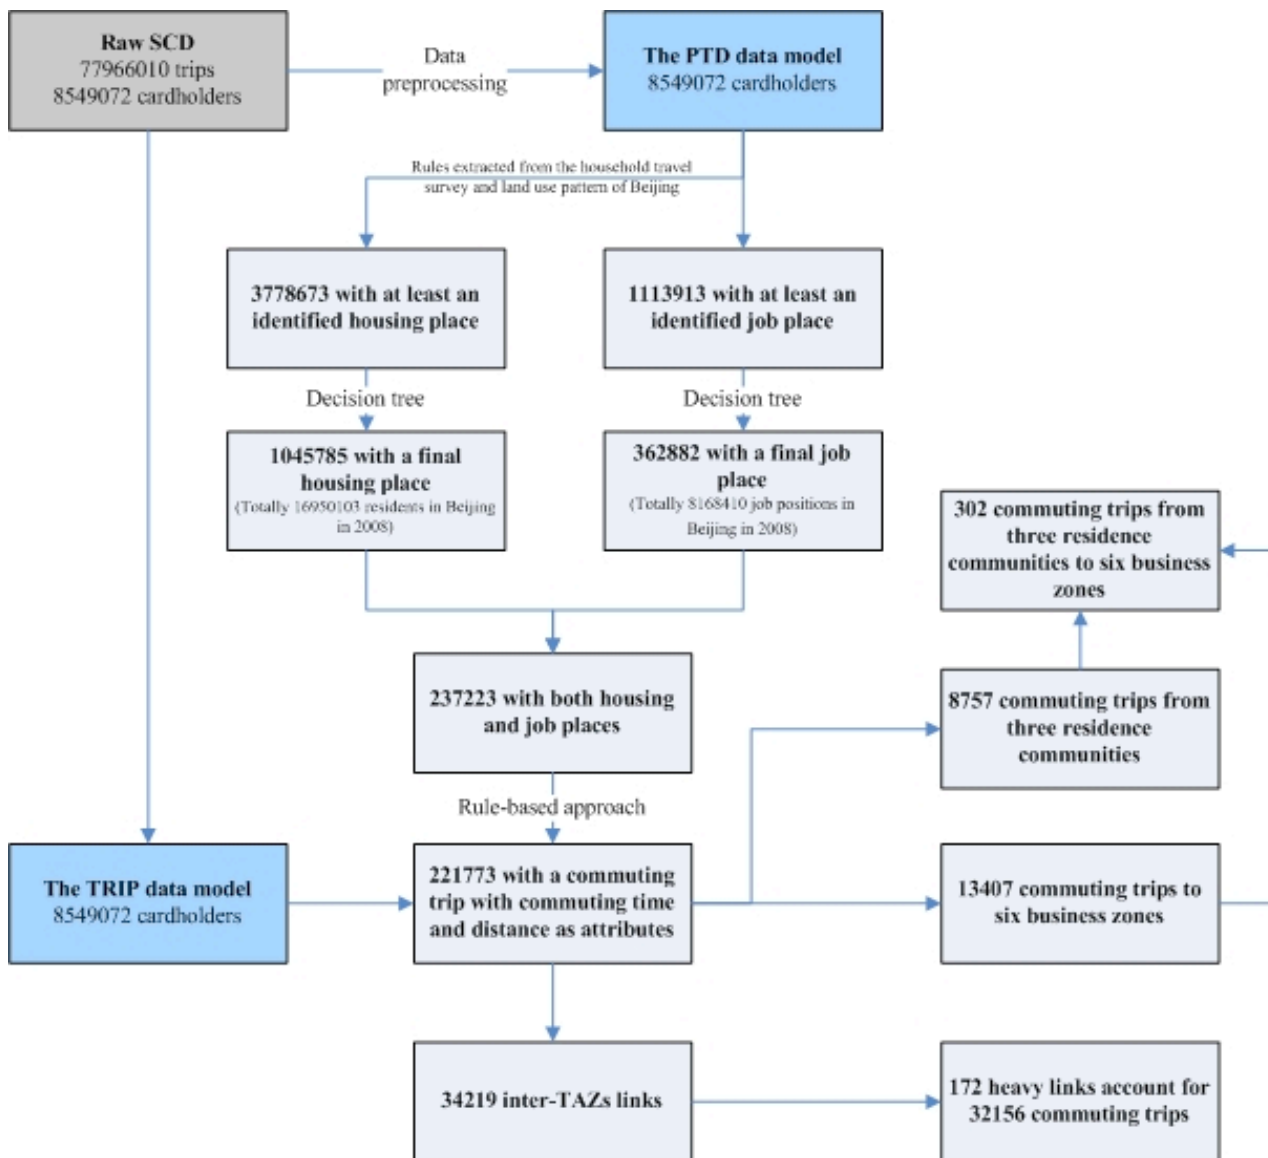 Raw SCD
77966010 trips
8549072 cardholders
Data
preprocessing
The PTD data model
8549072 cardholders
Rules extracted from the household travel
survey and land use pattern of Beijing
3778673 with at least an
identified housing place
1113913 with at least an
identified job place
Decision tree
Decision tree
1045785 with a final
housing place
(Totally 16950103 residents in Beijing
in 2008)
362882 with a final job
place
(Totally 8168410 job positions in
Beijing in 2008)
302 commuting trips from
three residence
communities to six business
zones
237223 with both housing
and job places
8757 commuting trips from
three residence
communities
Rule-based approach
The TRIP data model
8549072 cardholders
221773 with a commuting
trip with commuting time
and distance as attributes
13407 commuting trips to
six business zones
34219 inter-TAZs links
172 heavy links account for
32156 commuting trips